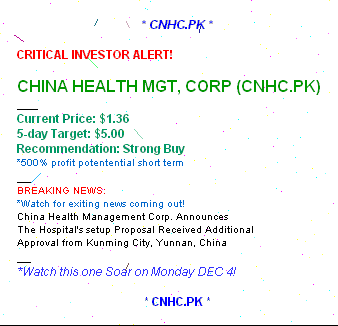 * CNHC.PK *
CRITICAL INVESTOR ALERT!
CHINA HEALTH MGT, CORP (CNHC.PK)
Current Price: $1.36
5-day Target: $5.00
Recommendation: Strong Buy
*500% profit potentential short term
BREAKING NEWS:
*Watch for exiting news coming out!
China Health Management Corp. Announces
The Hospital's setup Proposal Received Additional
Approval from Kunming City, Yunnan, China
*Watch this one Soar on Monday DEC 4!
* CNHC.PK *